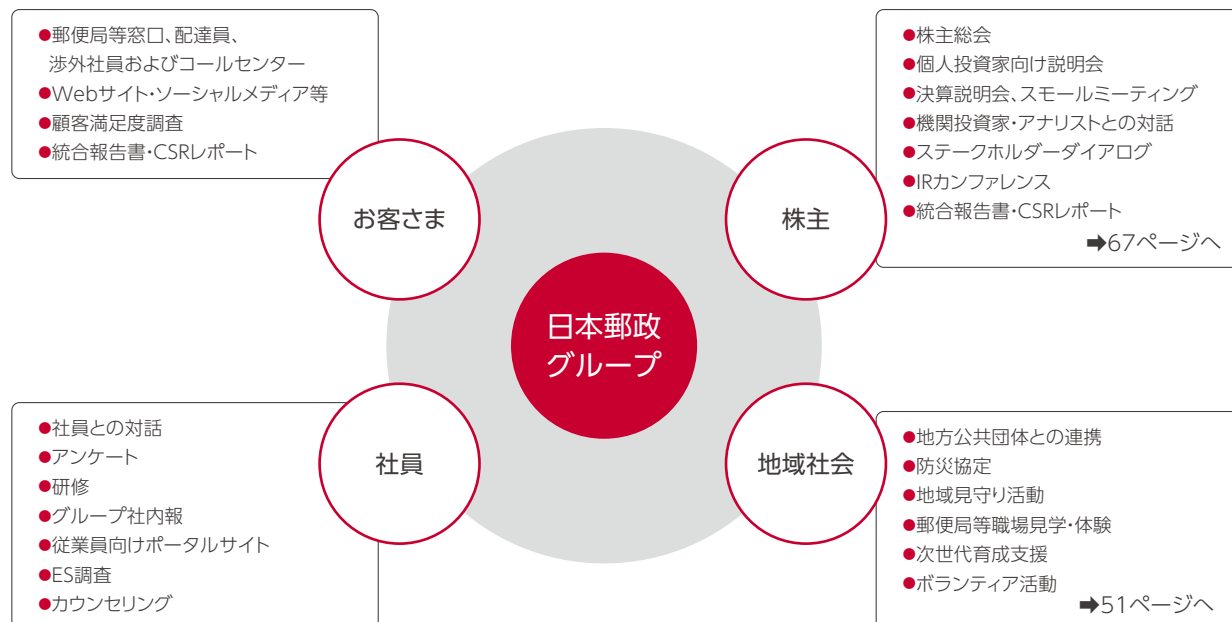 ●郵便局等窓口、配達員、
渉外社員およびコールセンター
●Webサイト・ソーシャルメディア等
●顧客満足度調査
●統合報告書・CSRレポート
お客さま
●株主総会
●個人投資家向け説明会
●決算説明会、スモールミーティング
●機関投資家・アナリストとの対話
●ステークホルダーダイアログ
●IRカンファレンス
●統合報告書・CSRレポート
➡67ページへ
株主
日本郵政
グループ
●社員との対話
●アンケート
●研修
●グループ社内報
●従業員向けポータルサイト
●ES調査
●カウンセリング
社員
●地方公共団体との連携
●防災協定
●地域見守り活動
●郵便局等職場見学・体験
●次世代育成支援
●ボランティア活動
➡51ページへ
地域社会